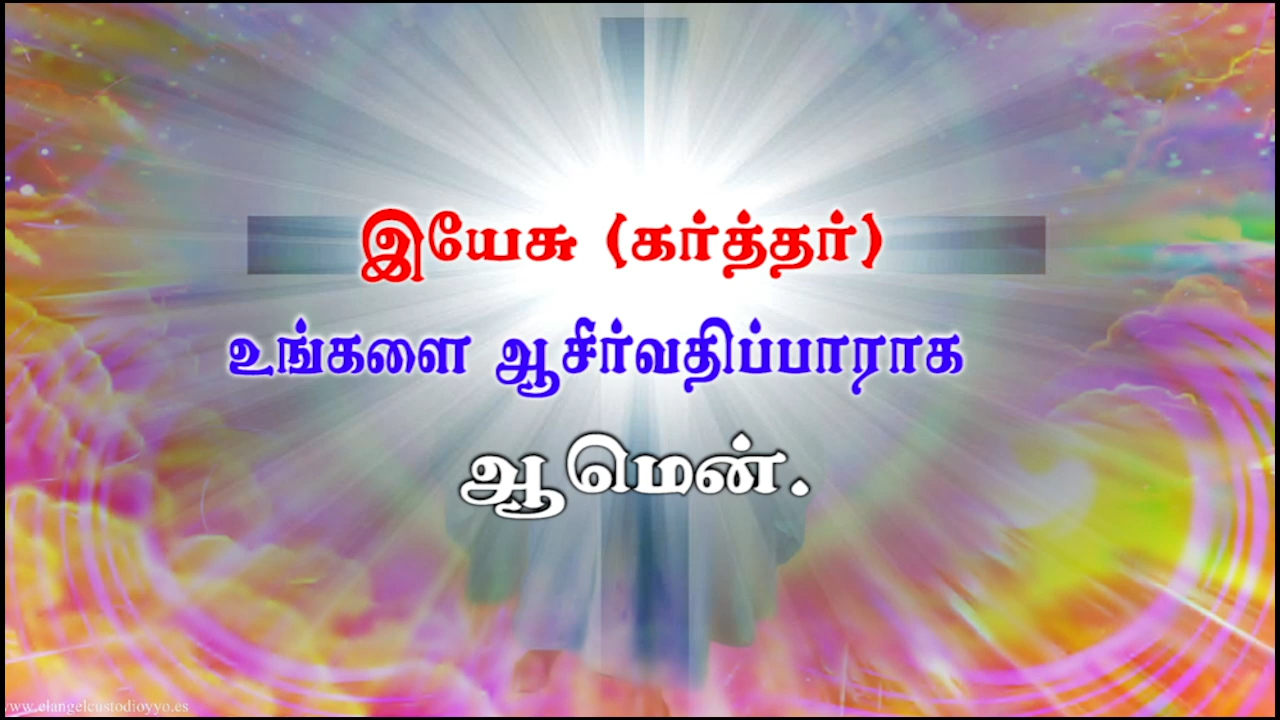 இயேசு (கர்த்தர்)
உங்களை ஆசிர்வதிப்பாராக
ஆமென்.
www.elangelcustodioyyo.es